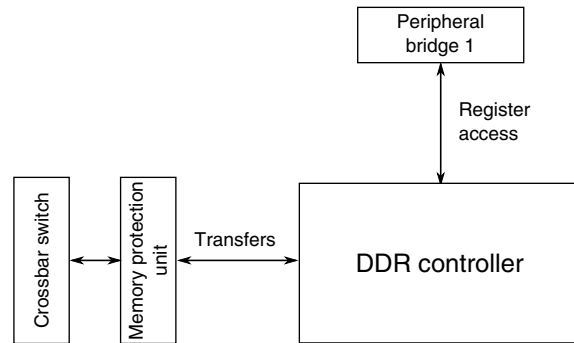 Peripheral
bridge 1
Register
access
Crossbar switch
Memory protection
unit
Transfers
DDR controller